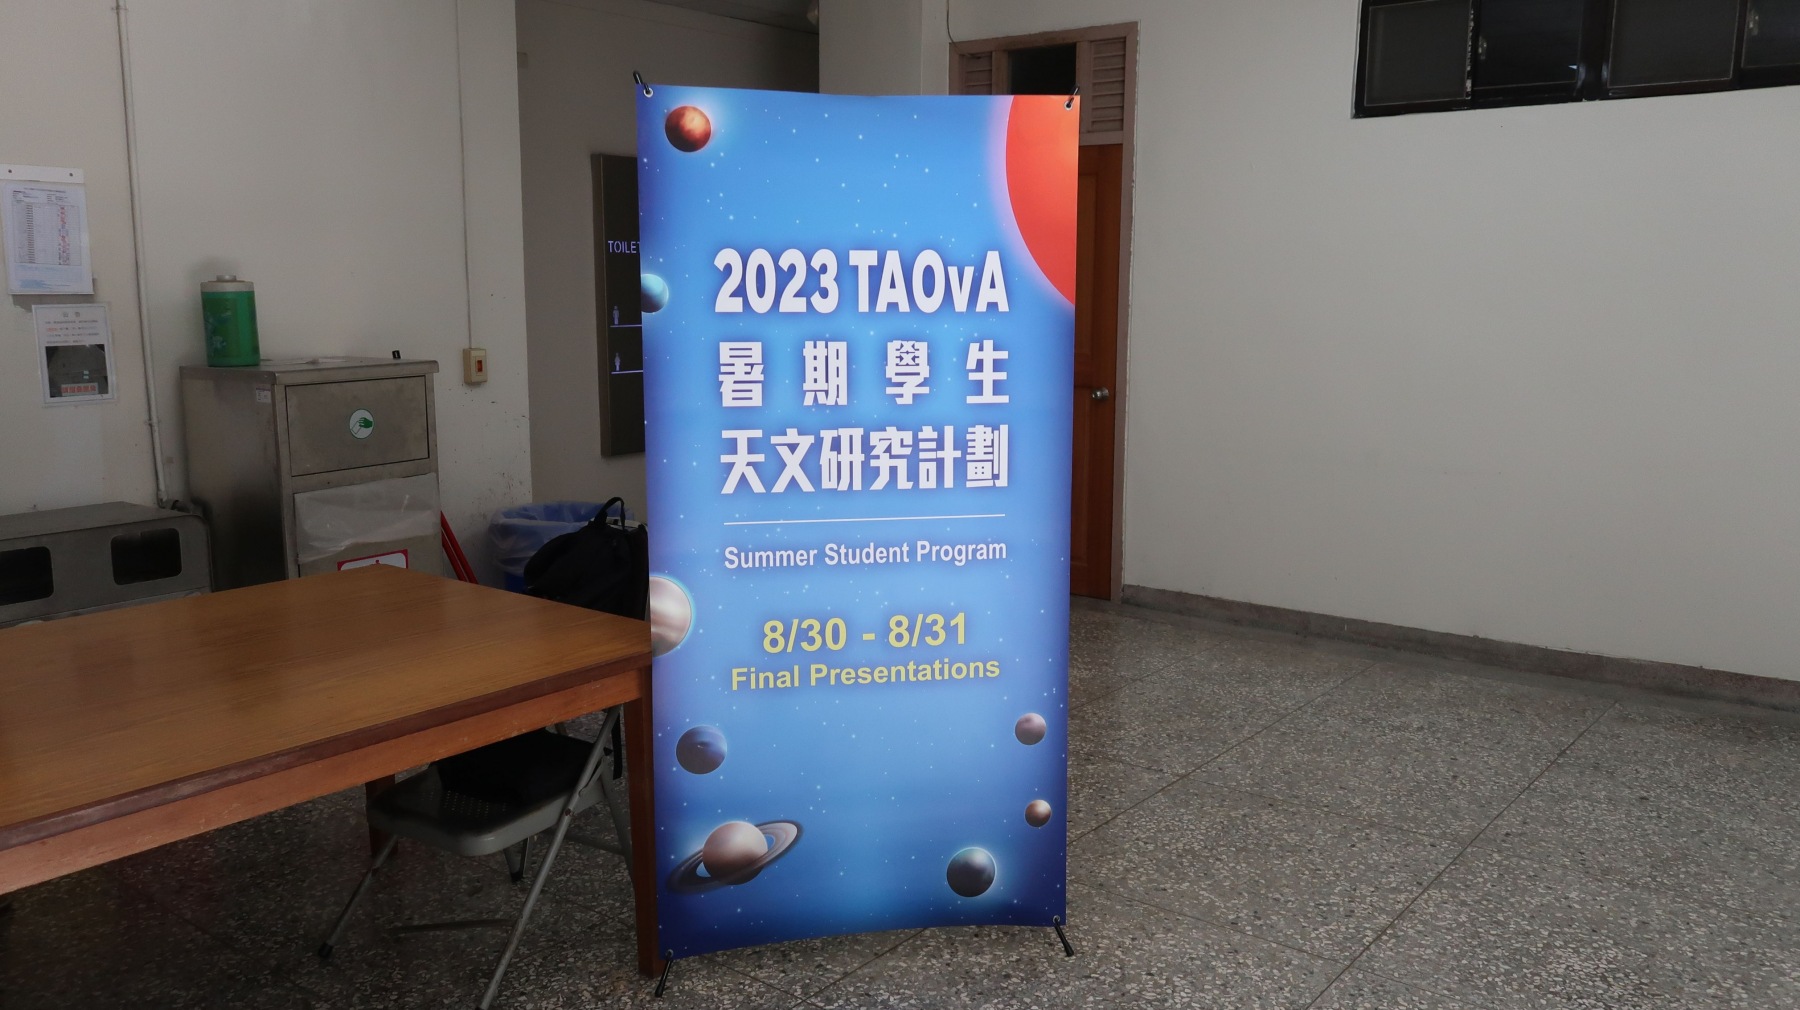 TOILET
2023 TAOvA
暑期學生
天文研究計劃
Summer Student Program
8/30 - 8/31
Final Presentations